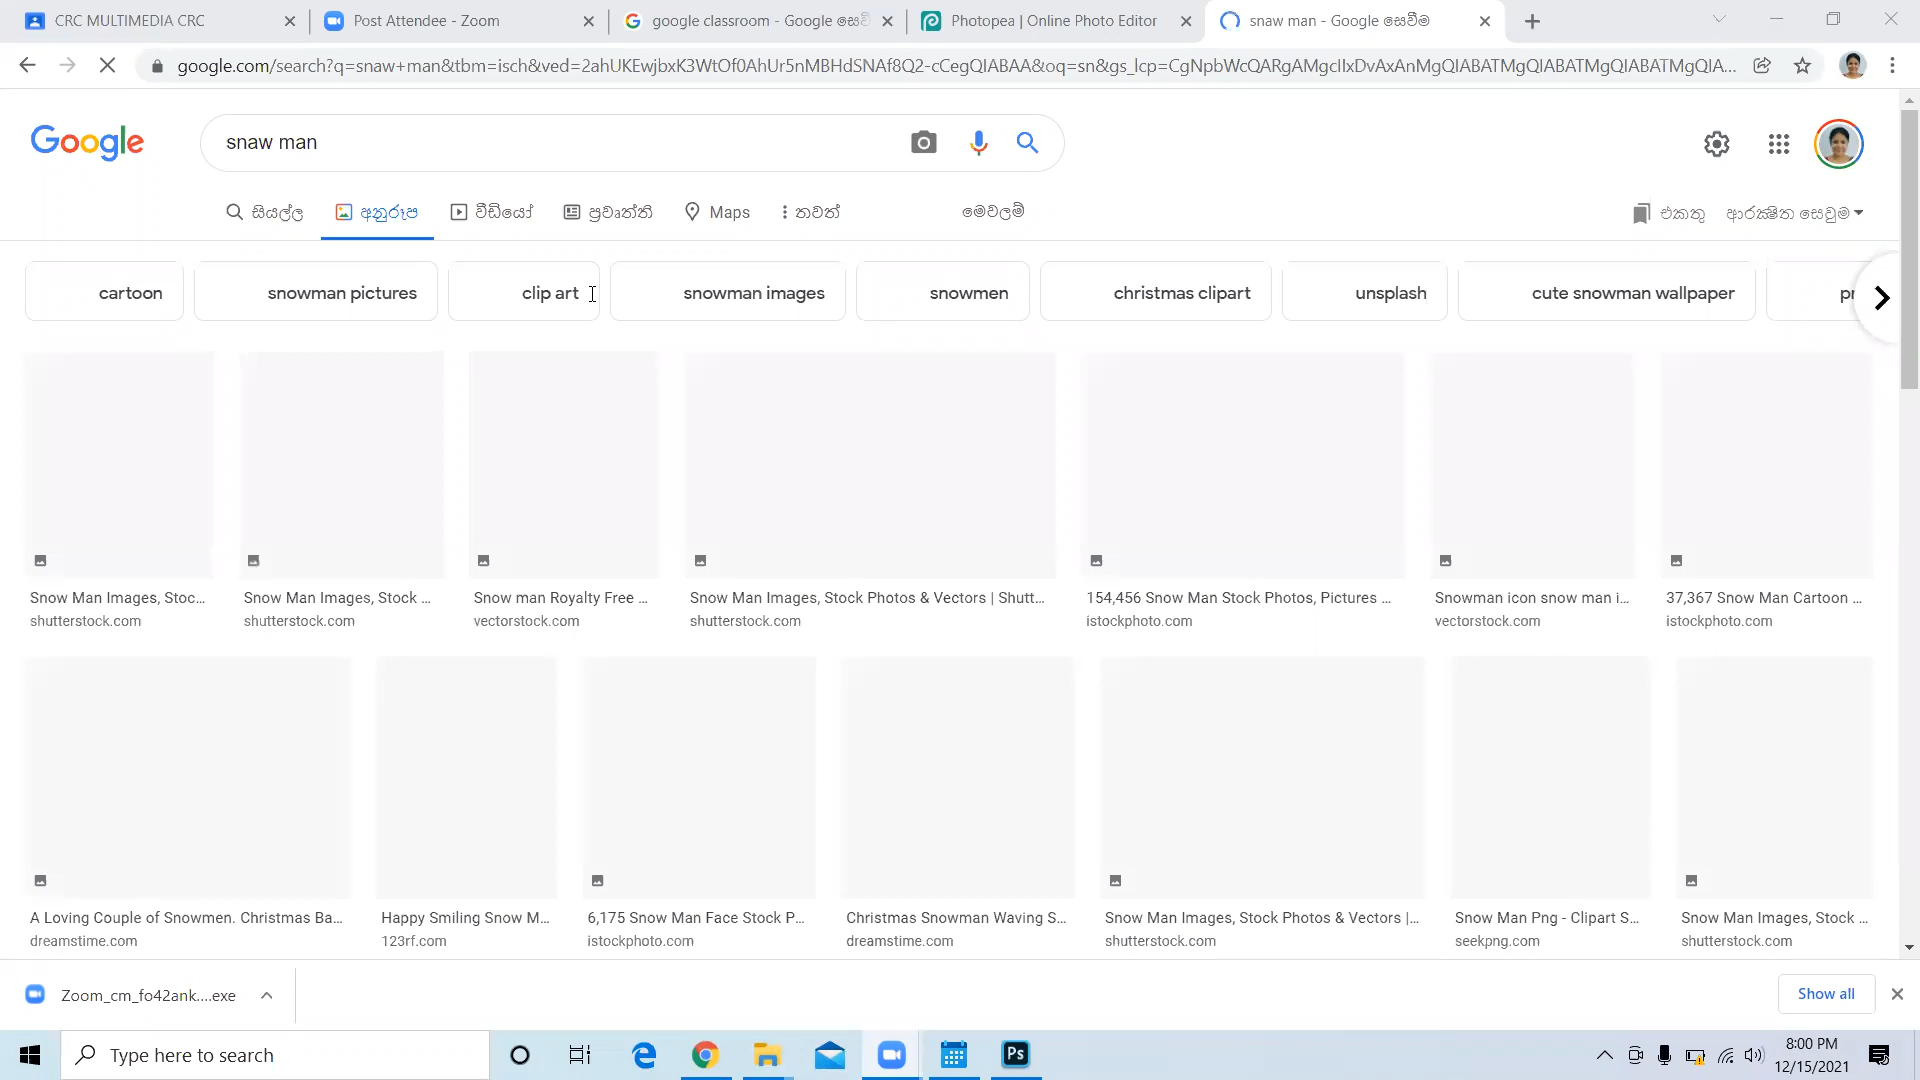 CRC MULTIMEDIA CRC
Post Attendee - Zoom
google classroom - Google සෙවී
Photopea | Online Photo Editor
snaw man - Google සෙවීම
google.com/search?q=snaw+man&tbm=isch&ved=2ahUKEwjbxK3WtOf0AhUr5nMBHdSNAf8Q2-cCegQIABAA&oq=sn&gs_lcp=CgNpbWcQARgAMgcIIxDvAxAnMgQIABATMgQIABATMgQIABATMgQIA...
Google
snaw man
සියල්ල
අනුරූප
වීඩියෝ
ප්‍රවෘත්ති
Maps
තවත්
මෙවලම්
එකතු
ආරක්‍ෂිත සෙවුම
cartoon
snowman pictures
clip art
snowman images
snowmen
christmas clipart
unsplash
cute snowman wallpaper
Snow Man Images, Stoc...
Snow Man Images, Stock ...
Snow man Royalty Free ...
Snow Man Images, Stock Photos & Vectors | Shutt...
154,456 Snow Man Stock Photos, Pictures ...
Snowman icon snow man i...
37,367 Snow Man Cartoon ...
shutterstock.com
shutterstock.com
vectorstock.com
shutterstock.com
istockphoto.com
vectorstock.com
istockphoto.com
A Loving Couple of Snowmen. Christmas Ba...
Happy Smiling Snow M...
6,175 Snow Man Face Stock P...
Christmas Snowman Waving S...
Snow Man Images, Stock Photos & Vectors |...
Snow Man Png - Clipart S...
Snow Man Images, Stock ...
dreamstime.com
123rf.com
istockphoto.com
dreamstime.com
shutterstock.com
seekpng.com
shutterstock.com
Zoom_cm_fo42ank....exe
Show all
Type here to search
Ps
8:00 PM
12/15/2021